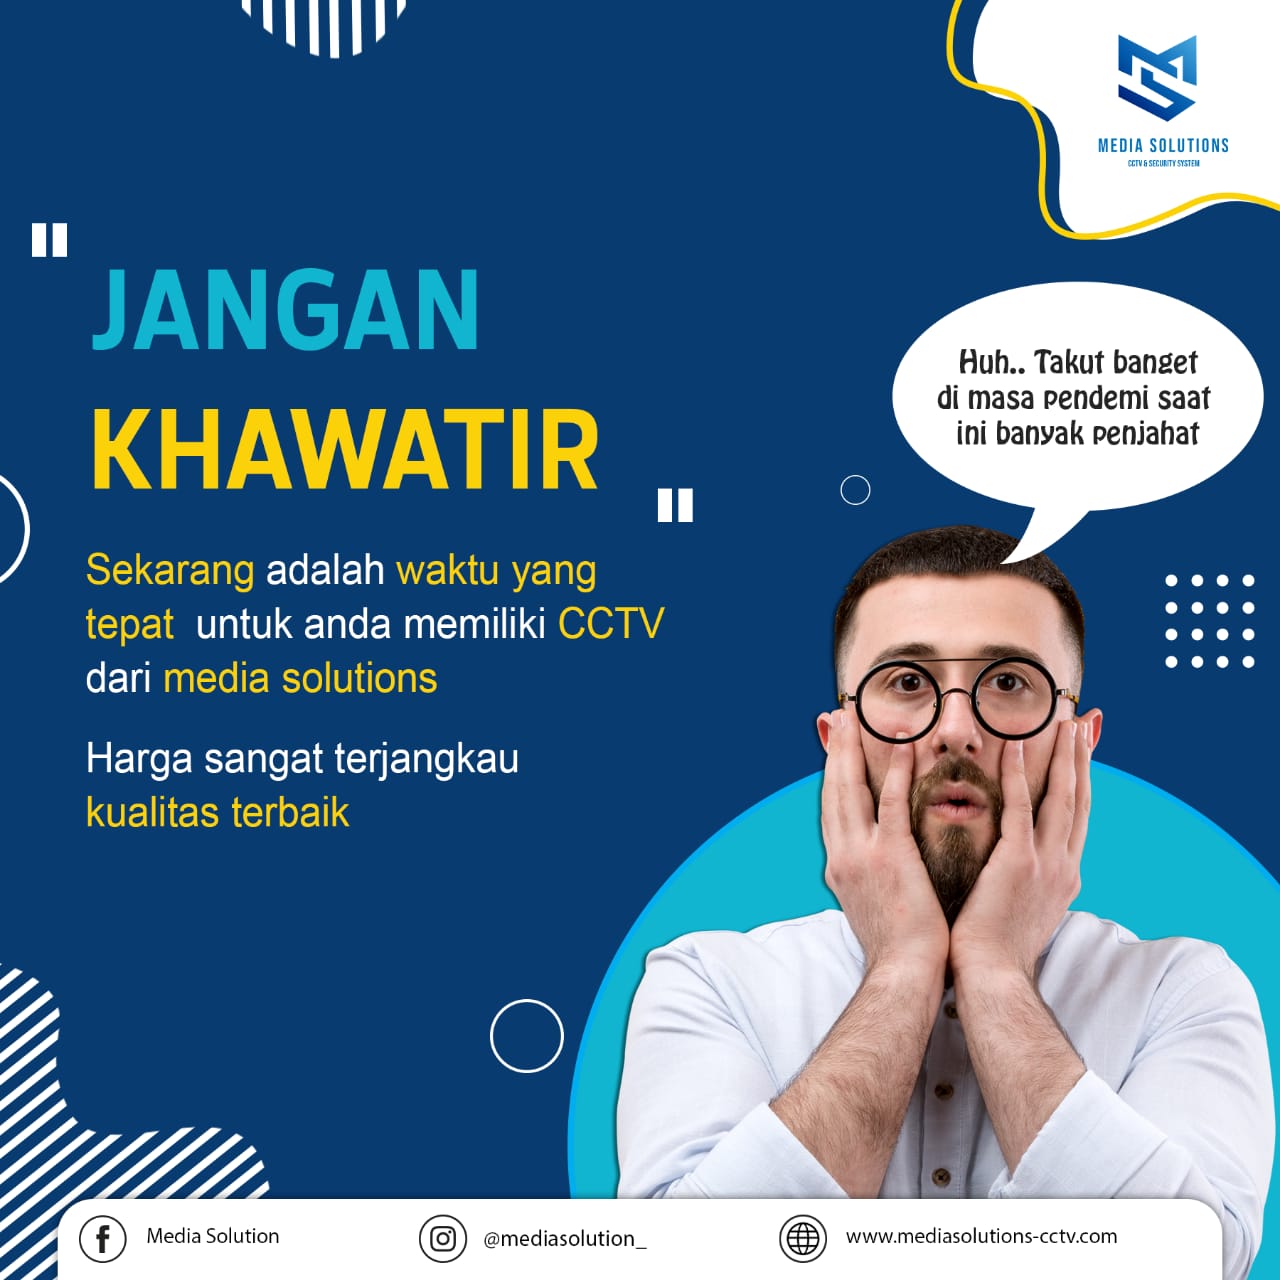 MEDIA SOLUTIONS
CCTV & SECURITY SYSTEM
"JANGAN
KHAWATIR"
Huh.. Takut banget
di masa pendemi saat
ini banyak penjahat
Sekarang adalah waktu yang
tepat untuk anda memiliki CCTV
dari media solutions
Harga sangat terjangkau
kualitas terbaik
Media Solution
@mediasolution_
www.mediasolutions-cctv.com